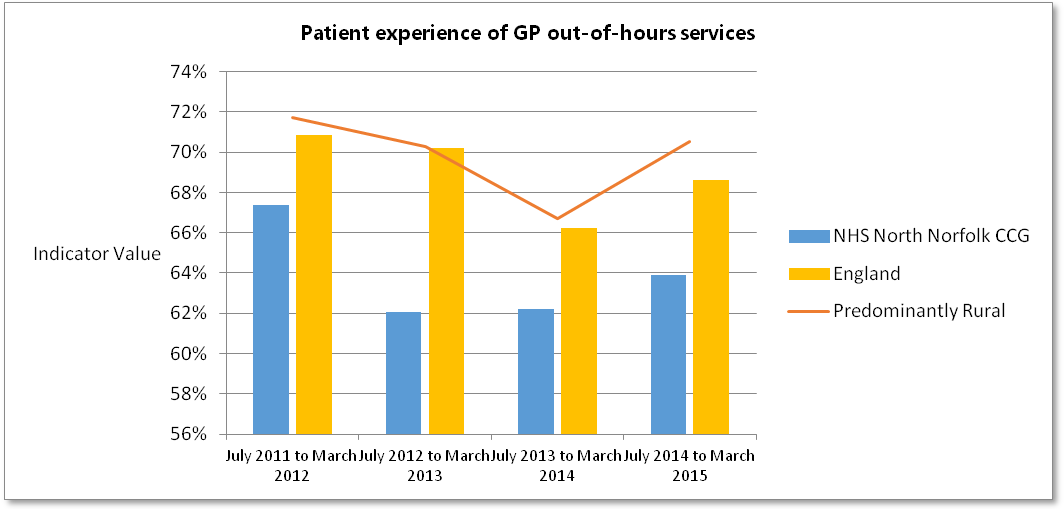 Patient experience of GP out-of-hours services
74%
72%
70%
68%
66%
64%
62%
60%
58%
56%
Indicator Value
July 2011 to March
2012
July 2012 to March
2013
July 2013 to March
2014
July 2014 to March
2015
NHS North Norfolk CCG
England
Predominantly Rural